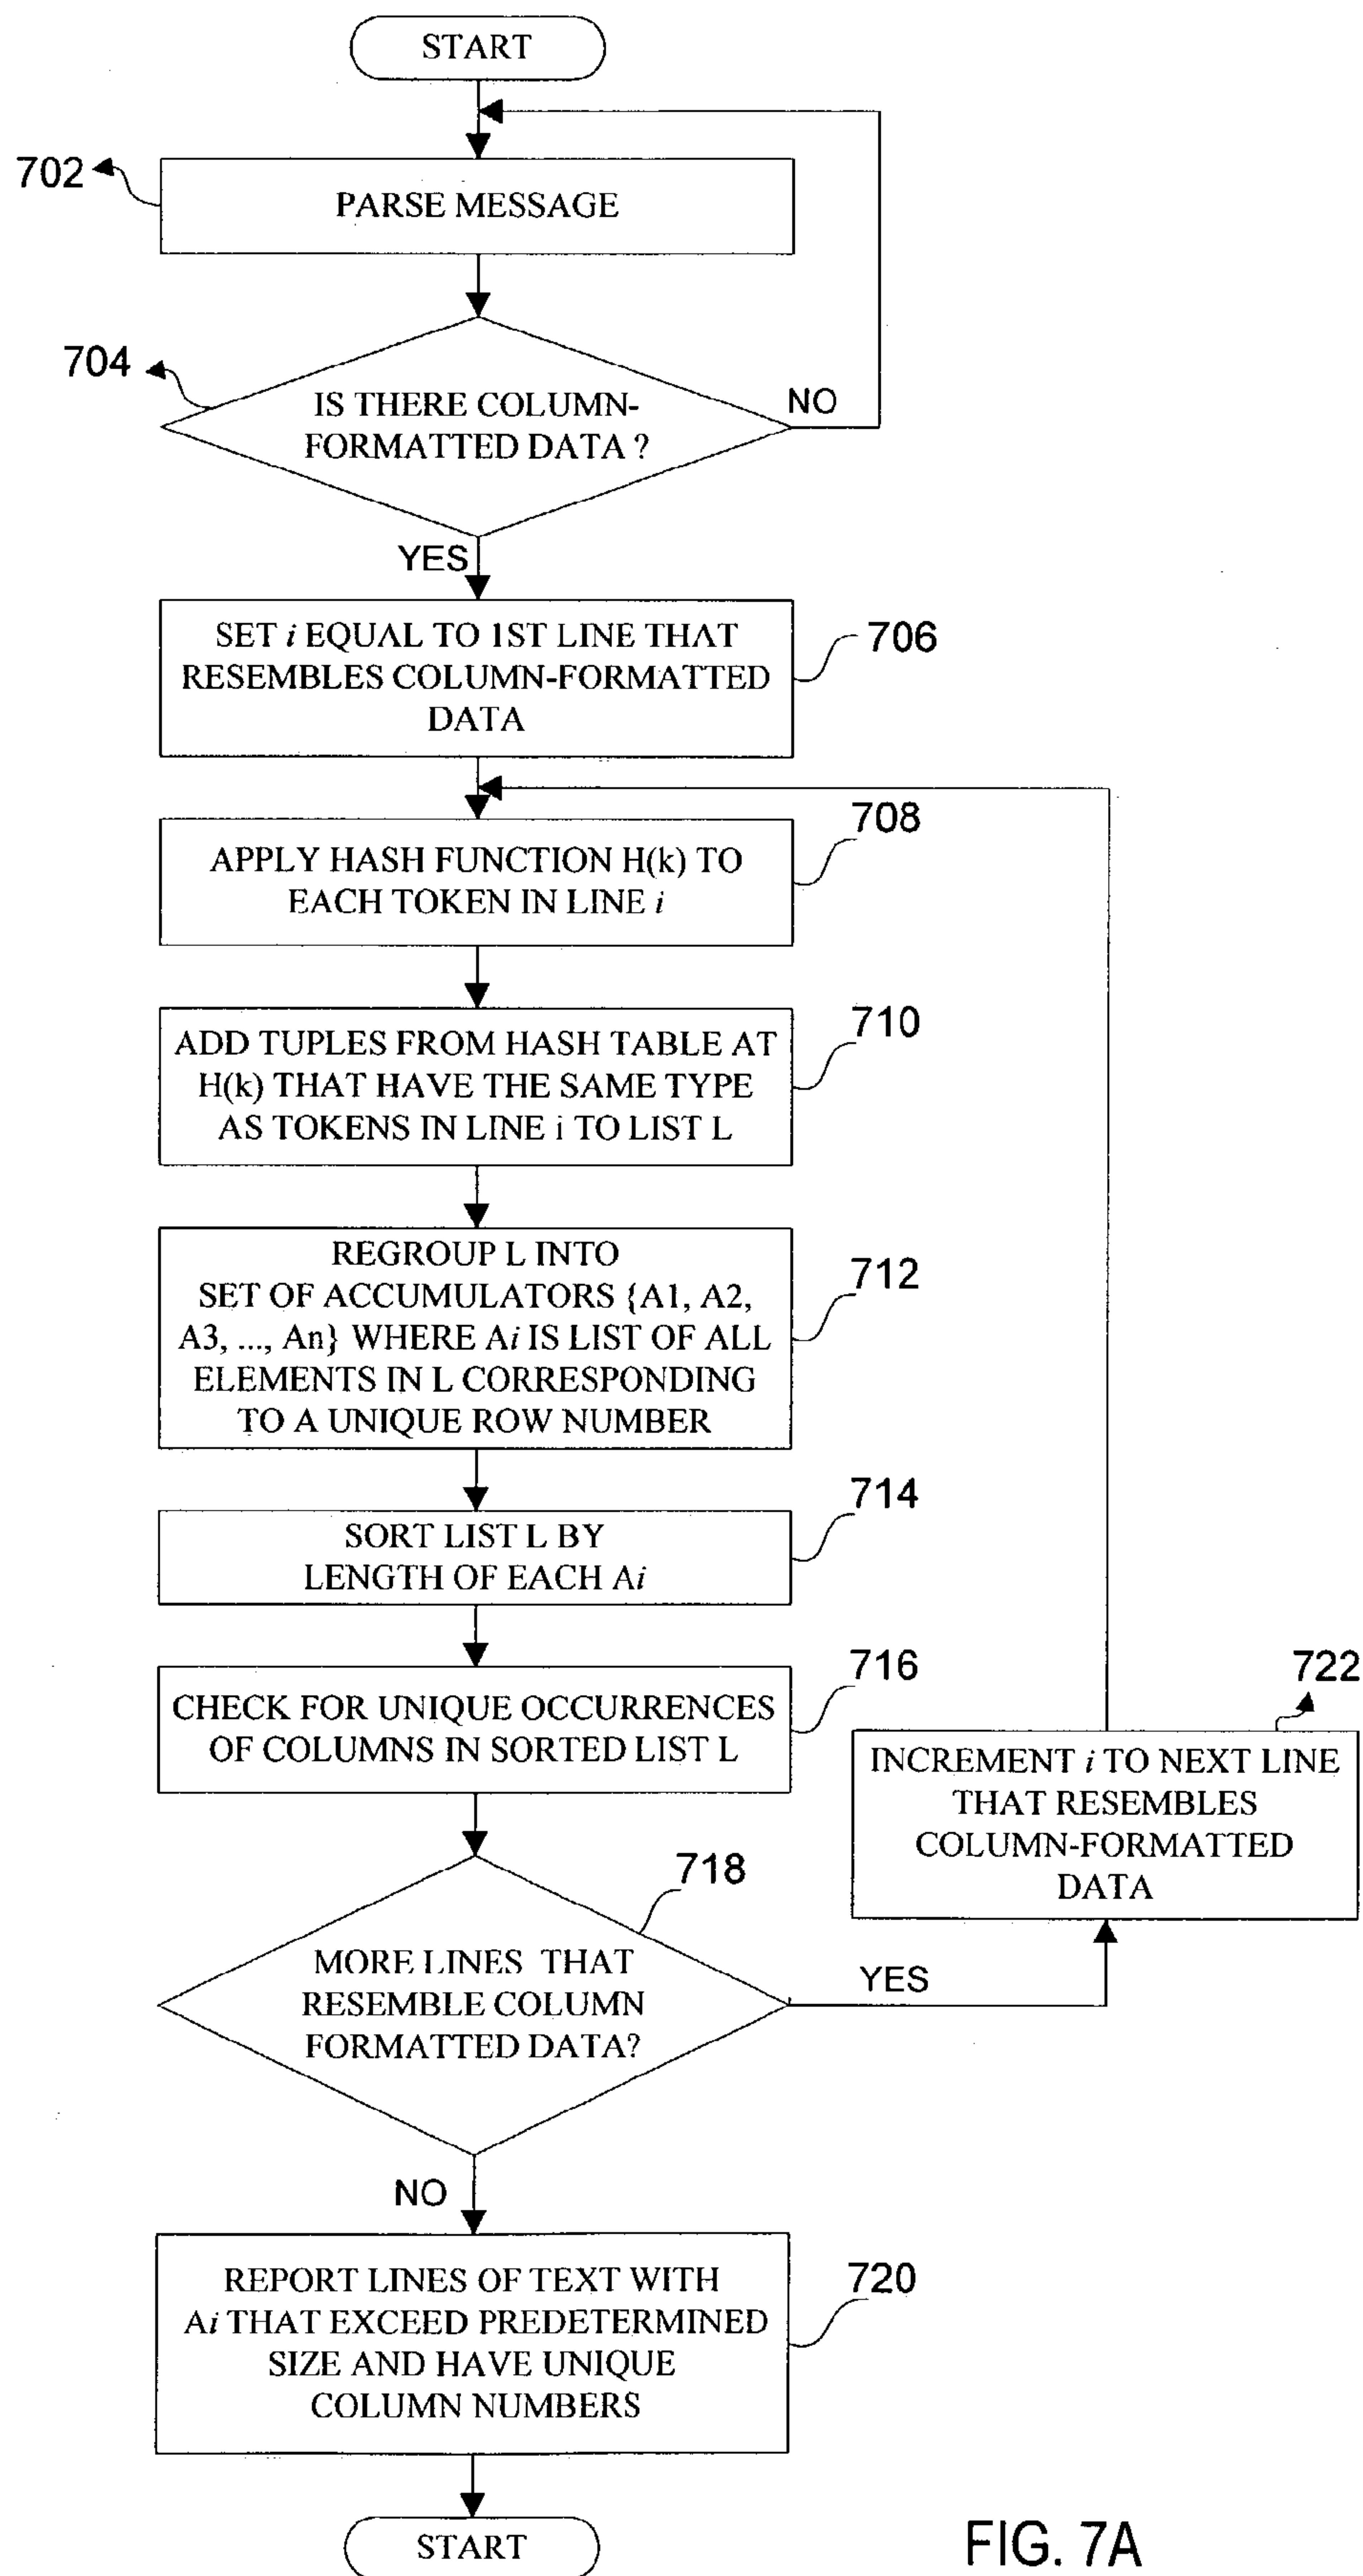 START
702
PARSE MESSAGE
704
IS THERE COLUMN-
FORMATTED DATA ?
NO
YES
SET i EQUAL TO 1ST LINE THAT
RESEMBLES COLUMN-FORMATTED
DATA
706
APPLY HASH FUNCTION H(k) TO
EACH TOKEN IN LINE i
708
ADD TUPLES FROM HASH TABLE AT
H(k) THAT HAVE THE SAME TYPE
AS TOKENS IN LINE i TO LIST L
710
REGROUP L INTO
SET OF ACCUMULATORS {A1, A2,
A3, ..., An} WHERE Ai IS LIST OF ALL
ELEMENTS IN L CORRESPONDING
TO A UNIQUE ROW NUMBER
712
SORT LIST L BY
LENGTH OF EACH Ai
714
CHECK FOR UNIQUE OCCURRENCES
OF COLUMNS IN SORTED LIST L
716
722
INCREMENT i TO NEXT LINE
THAT RESEMBLES
COLUMN-FORMATTED
DATA
718
MORE LINES THAT
RESEMBLE COLUMN
FORMATTED DATA?
YES
NO
REPORT LINES OF TEXT WITH
Ai THAT EXCEED PREDETERMINED
SIZE AND HAVE UNIQUE
COLUMN NUMBERS
720
START
FIG. 7A